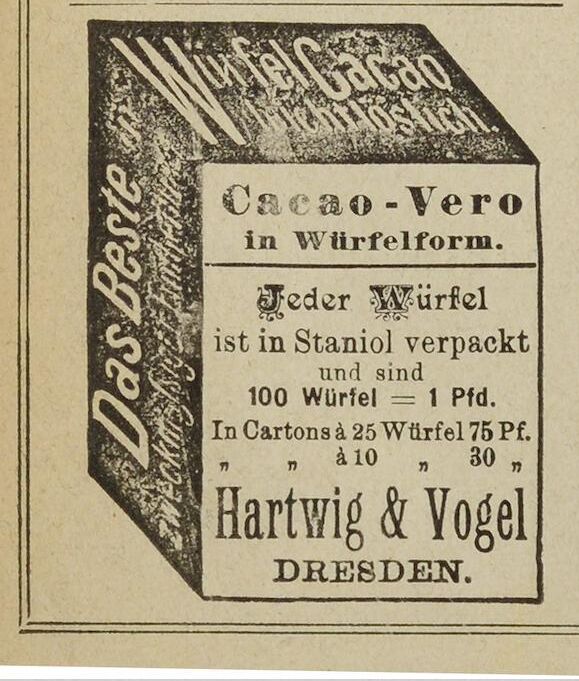 Würfel Cacao
leicht löslich.
Das Beste
Cacao-Vero
in Würfelform.
Jeder Würfel
ist in Staniol verpackt
und sind
100 Würfel = 1 Pfd.
In Cartons à 25 Würfel 75 Pf.
„ „ à 10 „ 30 „
Hartwig & Vogel
DRESDEN.